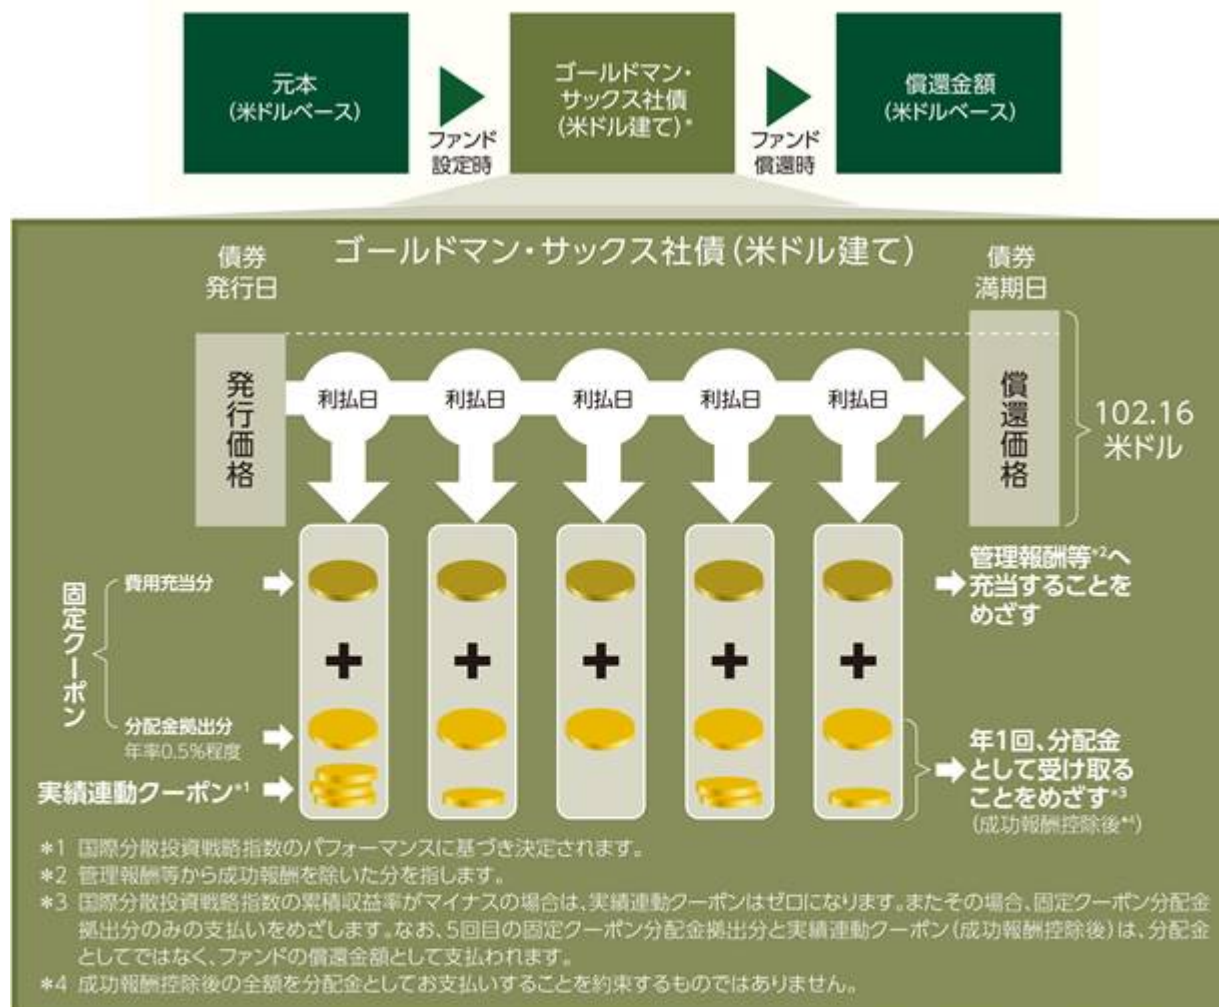 元本
(米ドルベース)
ファンド
設定時
ゴールドマン・
サックス社債
(米ドル建て)*
ファンド
償還時
償還金額
(米ドルベース)
ゴールドマン・サックス社債(米ドル建て)
債券
発行日
債券
満期日
発行価格
利払日
利払日
利払日
利払日
利払日
償還価格
102.16
米ドル
固定クーポン
費用充当分
+
+
+
+
+
管理報酬等*2へ
充当することを
めざす
分配金拠出分
年率0.5%程度
実績連動クーポン*1
年1回、分配金
として受け取る
ことをめざす*3
(成功報酬控除後*4)
*1 国際分散投資戦略指数のパフォーマンスに基づき決定されます。
*2 管理報酬等から成功報酬を除いた分を指します。
*3 国際分散投資戦略指数の累積収益率がマイナスの場合は、実績連動クーポンはゼロになります。またその場合、固定クーポン分配金
拠出分のみの支払いをめざします。なお、5回目の固定クーポン分配金拠出分と実績連動クーポン(成功報酬控除後)は、分配金
としてではなく、ファンドの償還金額として支払われます。
*4 成功報酬控除後の全額を分配金としてお支払いすることを約束するものではありません。